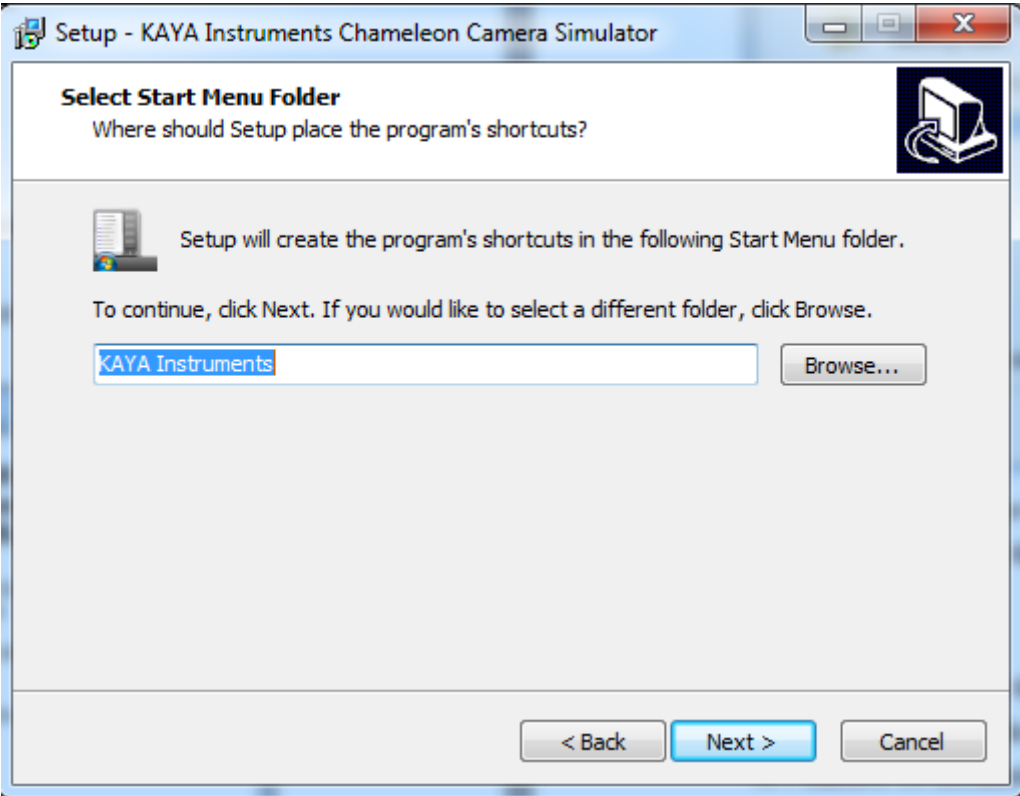 Setup - KAYA Instruments Chameleon Camera Simulator
Select Start Menu Folder
Where should Setup place the program's shortcuts?
Setup will create the program's shortcuts in the following Start Menu folder.
To continue, click Next. If you would like to select a different folder, click Browse.
KAYA Instruments
Browse...
< Back
Next >
Cancel